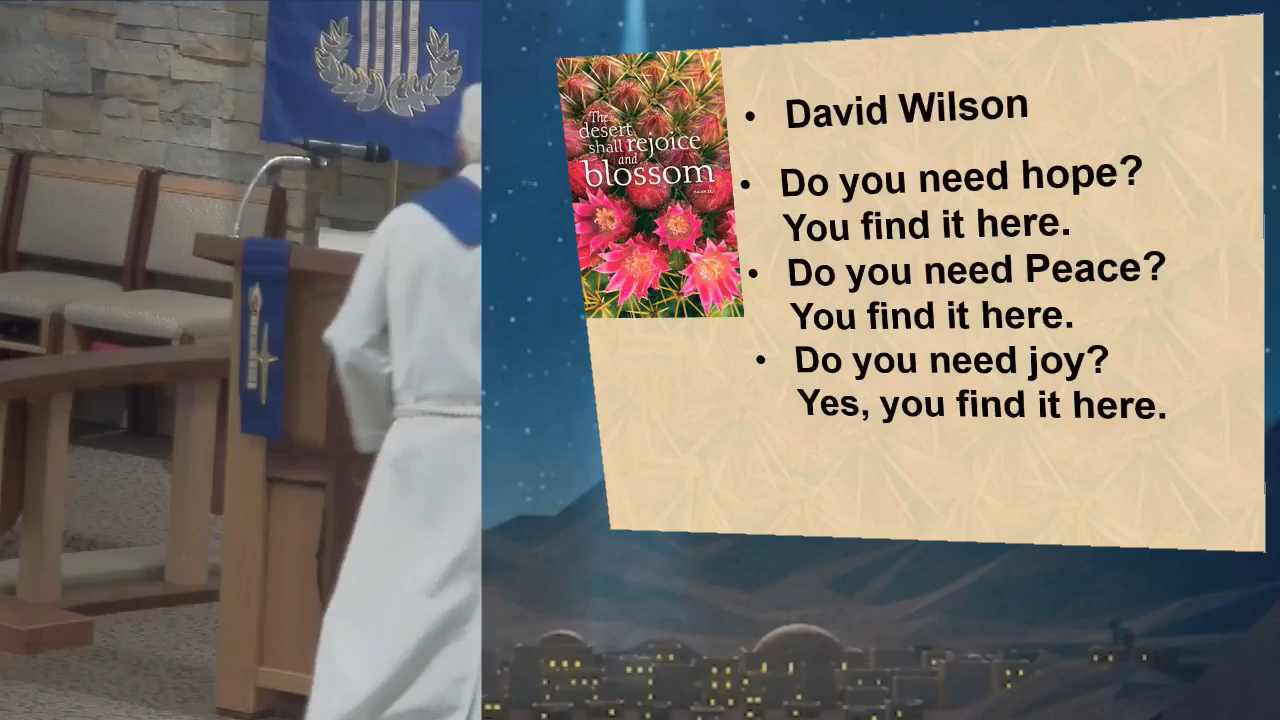 The
desert
shall rejoice
and
blossom
• David Wilson
• Do you need hope?
You find it here.
• Do you need Peace?
You find it here.
• Do you need joy?
Yes, you find it here.